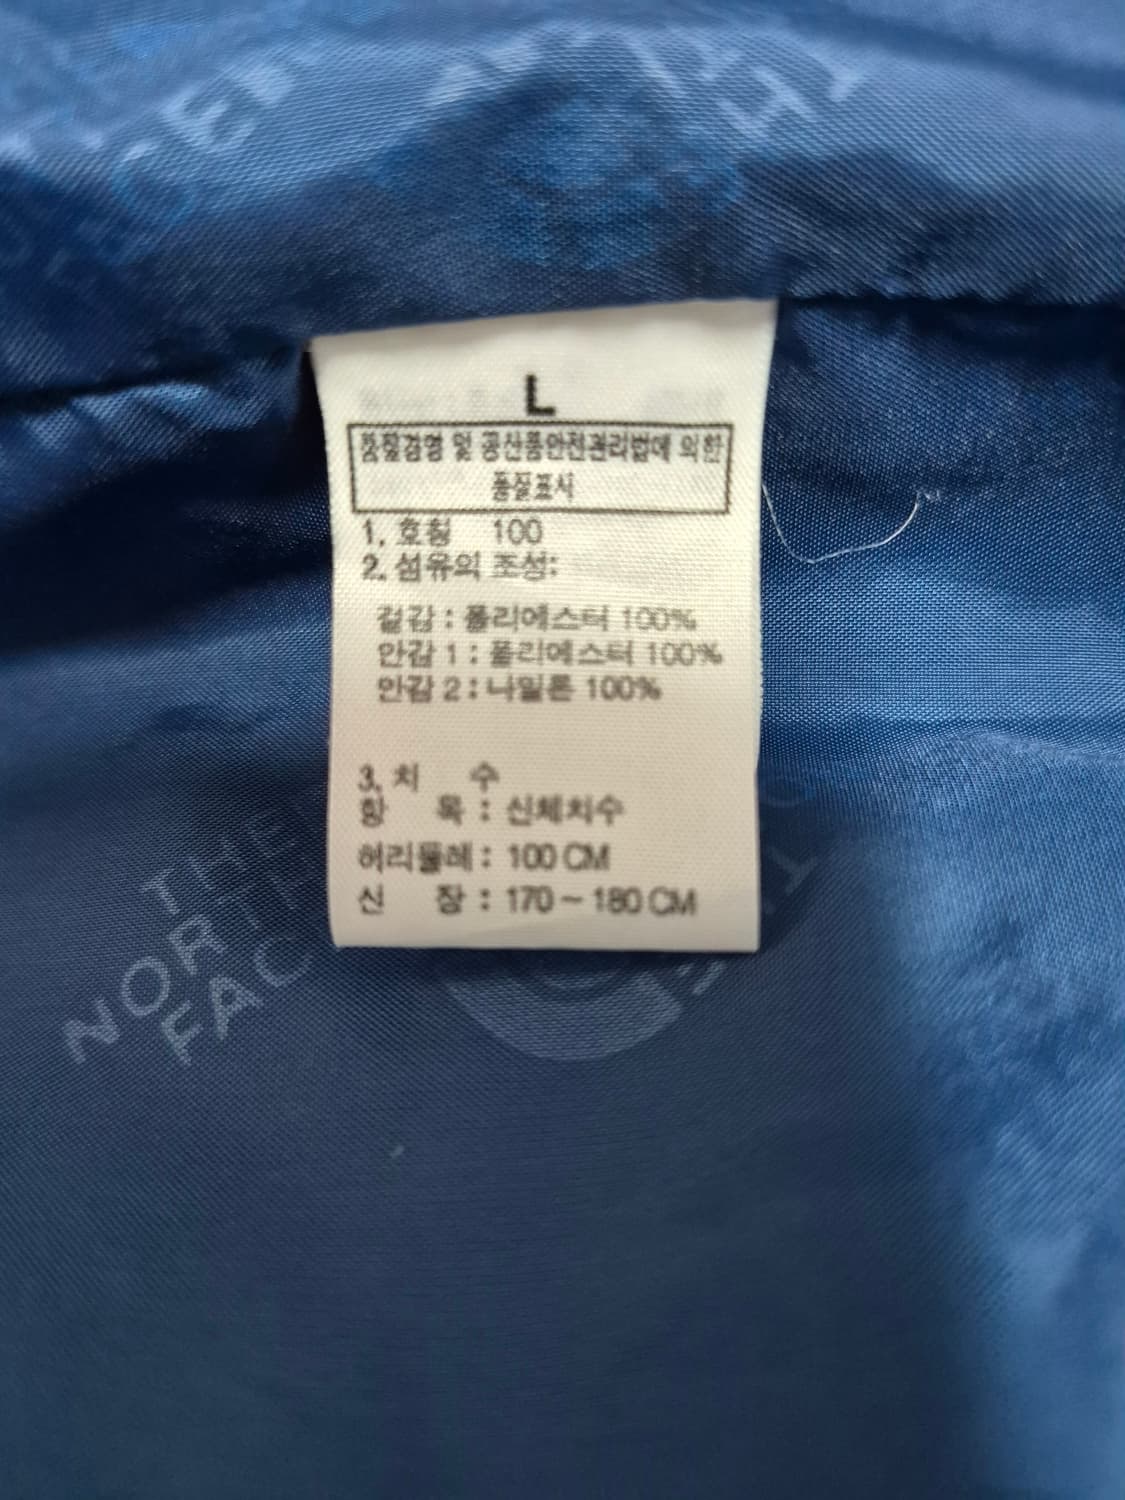 L
품질경영 및 공산품안전관리법에 의한
품질표시
1. 호칭 100
2. 섬유의 조성:
겉감 : 폴리에스터 100%
안감 1 : 폴리에스터 100%
안감 2 : 나일론 100%
3. 치 수
항 목 : 신체치수
허리둘레 : 100 CM
신 장 : 170 ~ 180 CM
THE
NORTH
FACE